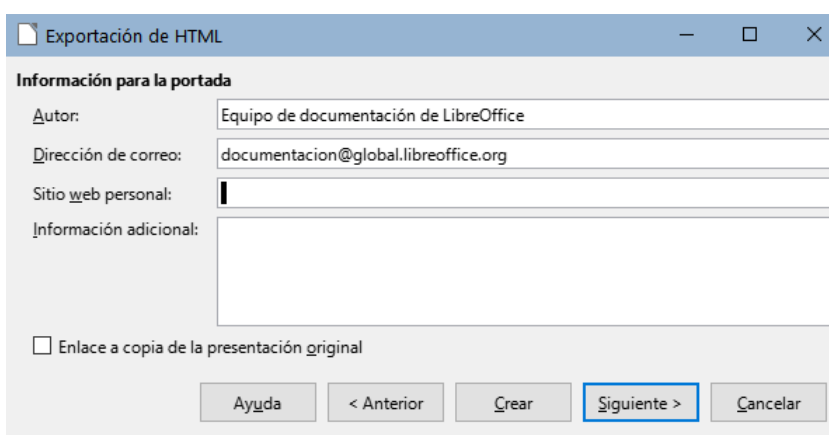 Exportación de HTML
Información para la portada
Autor: Equipo de documentación de LibreOffice
Dirección de correo: documentacion@global.libreoffice.org
Sitio web personal:
Información adicional:
Enlace a copia de la presentación original
Ayuda < Anterior Crear Siguiente > Cancelar